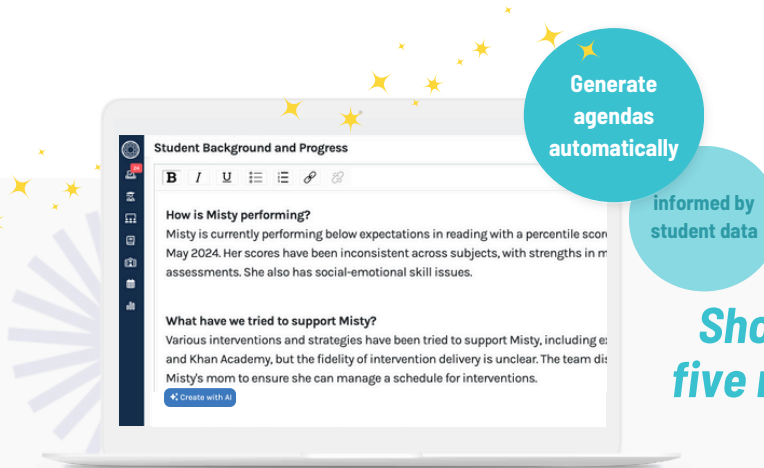 Generate
agendas
automatically
informed by
student data
Student Background and Progress
B I U
How is Misty performing?
Misty is currently performing below expectations in reading with a percentile
May 2024. Her scores have been inconsistent across subjects, with strengths in
assessments. She also has social-emotional skill issues.
What have we tried to support Misty?
Various interventions and strategies have been tried to support Misty, including
and Khan Academy, but the fidelity of intervention delivery is unclear. The team
Misty's mom to ensure she can manage a schedule for interventions.
Create with AI
five